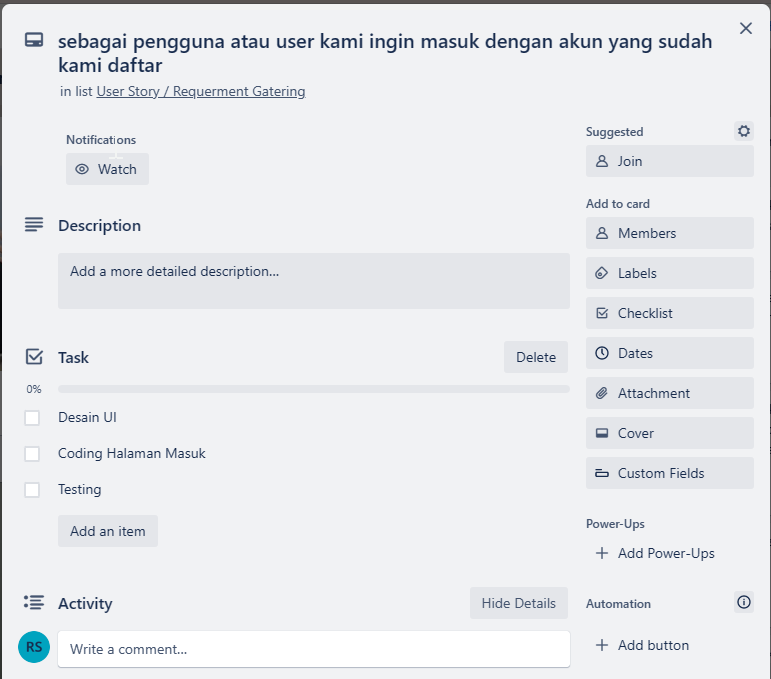 sebagai pengguna atau user kami ingin masuk dengan akun yang sudah
kami daftar
in list User Story / Requerment Gatering
Notifications
Watch
Description
Add a more detailed description...
Task
Delete
0%
Desain UI
Coding Halaman Masuk
Testing
Add an item
Activity
Hide Details
RS
Write a comment...
Suggested
Join
Add to card
Members
Labels
Checklist
Dates
Attachment
Cover
Custom Fields
Power-Ups
Add Power-Ups
Automation
Add button